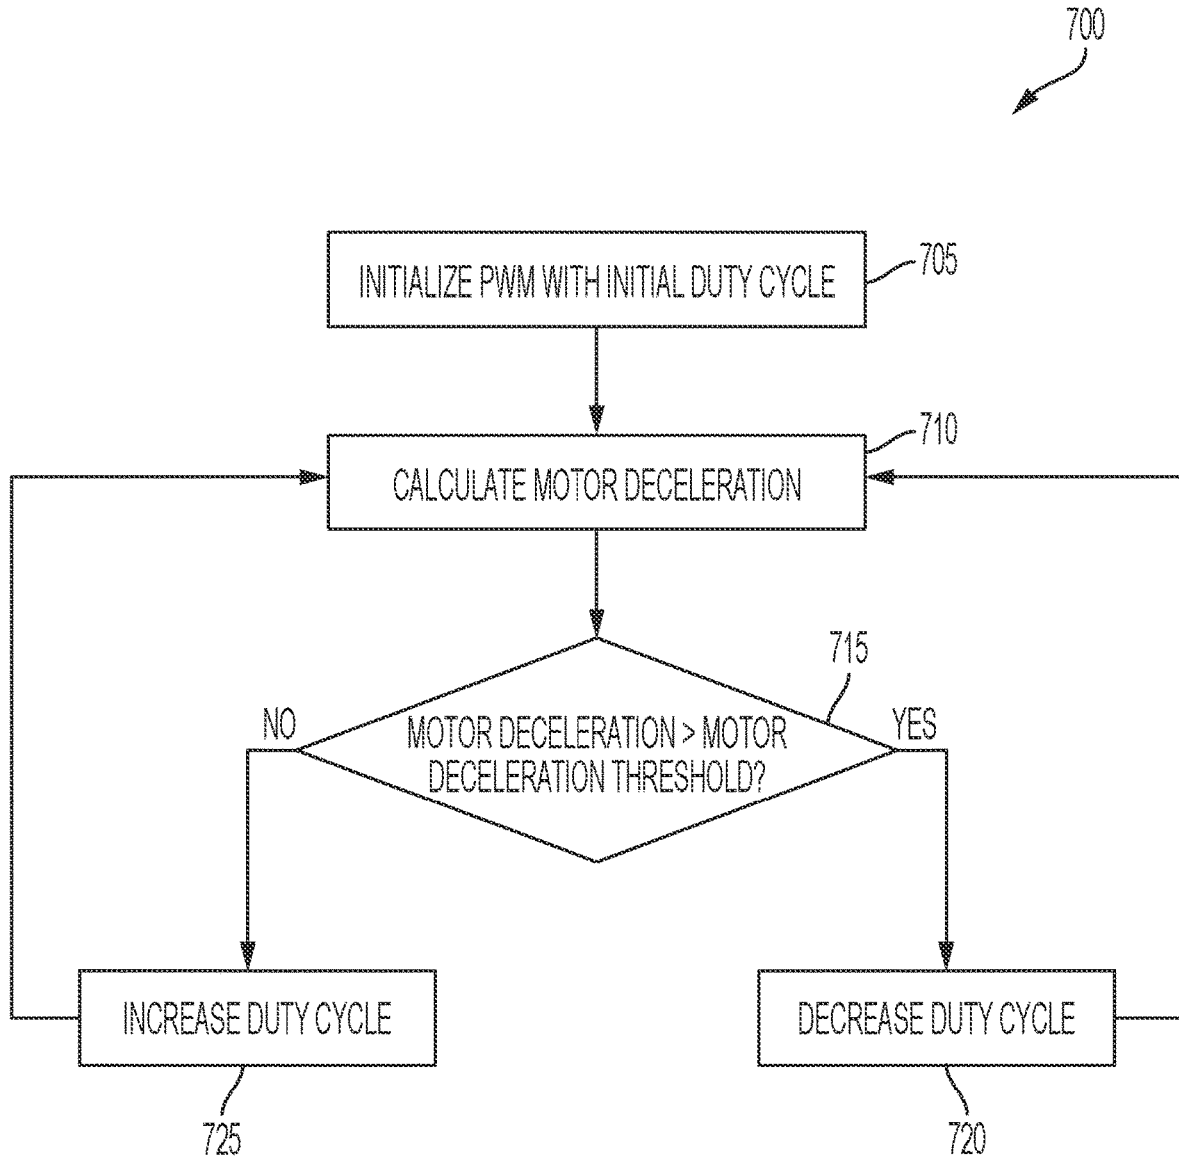 700
INITIALIZE PWM WITH INITIAL DUTY CYCLE
705
710
CALCULATE MOTOR DECELERATION
715
NO
YES
MOTOR DECELERATION > MOTOR
DECELERATION THRESHOLD?
INCREASE DUTY CYCLE
DECREASE DUTY CYCLE
725
720